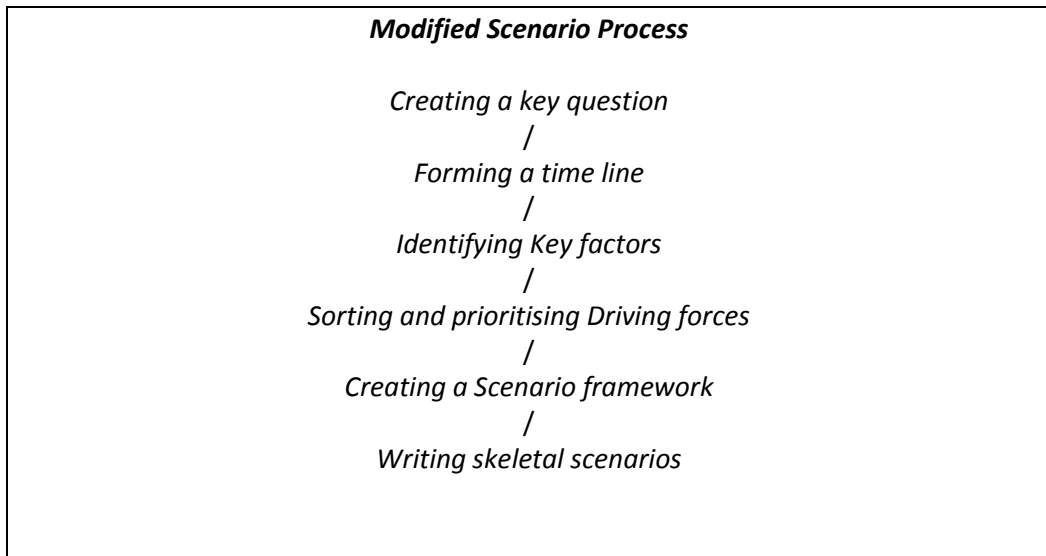 Modified Scenario Process
Creating a key question
/
Forming a time line
/
Identifying Key factors
/
Sorting and prioritising Driving forces
/
Creating a Scenario framework
/
Writing skeletal scenarios